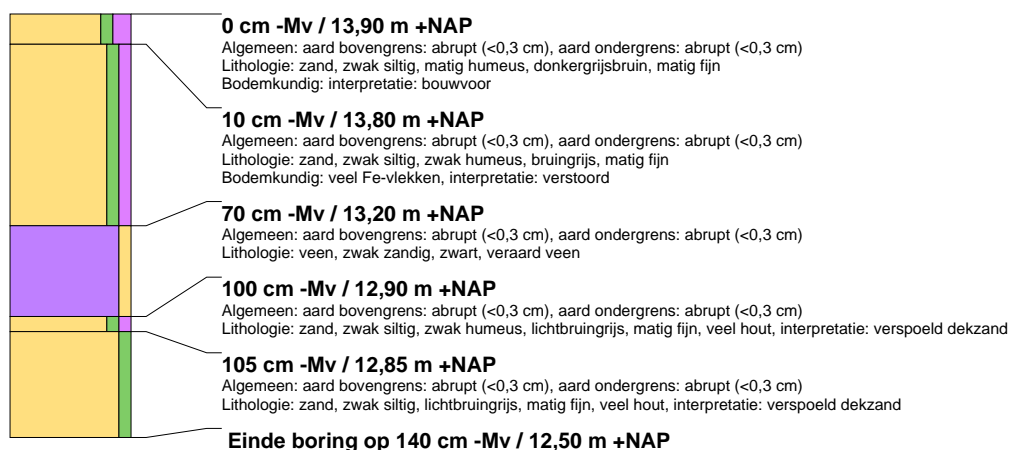 0 cm -Mv / 13,90 m +NAP
Algemeen: aard bovengrens: abrupt (<0,3 cm), aard ondergrens: abrupt (<0,3 cm)
Lithologie: zand, zwak siltig, matig humeus, donkergrijsbruin, matig fijn
Bodemkundig: interpretatie: bouwvoor
10 cm -Mv / 13,80 m +NAP
Algemeen: aard bovengrens: abrupt (<0,3 cm), aard ondergrens: abrupt (<0,3 cm)
Lithologie: zand, zwak siltig, zwak humeus, bruingrijs, matig fijn
Bodemkundig: veel Fe-vlekken, interpretatie: verstoord
70 cm -Mv / 13,20 m +NAP
Algemeen: aard bovengrens: abrupt (<0,3 cm), aard ondergrens: abrupt (<0,3 cm)
Lithologie: veen, zwak zandig, zwart, veraard veen
100 cm -Mv / 12,90 m +NAP
Algemeen: aard bovengrens: abrupt (<0,3 cm), aard ondergrens: abrupt (<0,3 cm)
Lithologie: zand, zwak siltig, zwak humeus, lichtbruingrijs, matig fijn, veel hout, interpretatie: verspoeld dekzand
105 cm -Mv / 12,85 m +NAP
Algemeen: aard bovengrens: abrupt (<0,3 cm), aard ondergrens: abrupt (<0,3 cm)
Lithologie: zand, zwak siltig, lichtbruingrijs, matig fijn, veel hout, interpretatie: verspoeld dekzand
Einde boring op 140 cm -Mv / 12,50 m +NAP